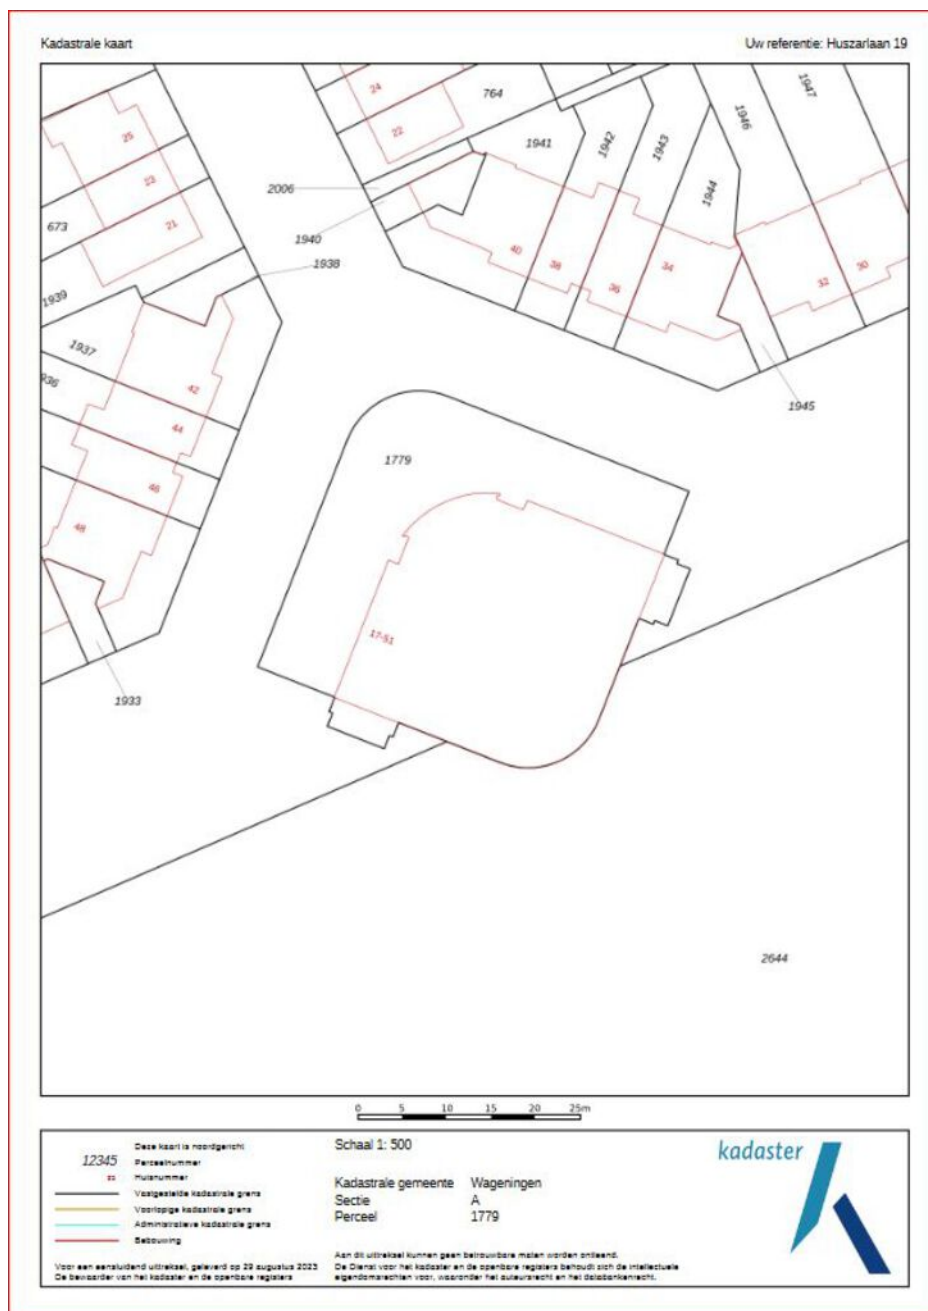 Kadastrale kaart
Uw referentie: Huszarlaan 19
24
764
22
1941
1942
1943
1944
1946
1947
25
23
21
673
2006
1940
1938
1939
1937
936
40
38
36
34
32
30
42
44
46
48
1945
1779
17-51
1933
2644
0 5 10 15 20 25m
Deze kaart is noordgericht
12345 Perceelnummer
25 Huisnummer
Vastgestelde kadastrale grens
Voorlopige kadastrale grens
Administratieve kadastrale grens
Bebouwing
Voor een eensluidend uittreksel, geleverd op 29 augustus 2023
De bewaarder van het kadaster en de openbare registers
Schaal 1: 500
Kadastrale gemeente Wageningen
Sectie A
Perceel 1779
Aan dit uittreksel kunnen geen betrouwbare maten worden ontleend.
De Dienst voor het kadaster en de openbare registers behoudt zich de intellectuele
eigendomsrechten voor, waaronder het auteursrecht en het databankenrecht.
kadaster